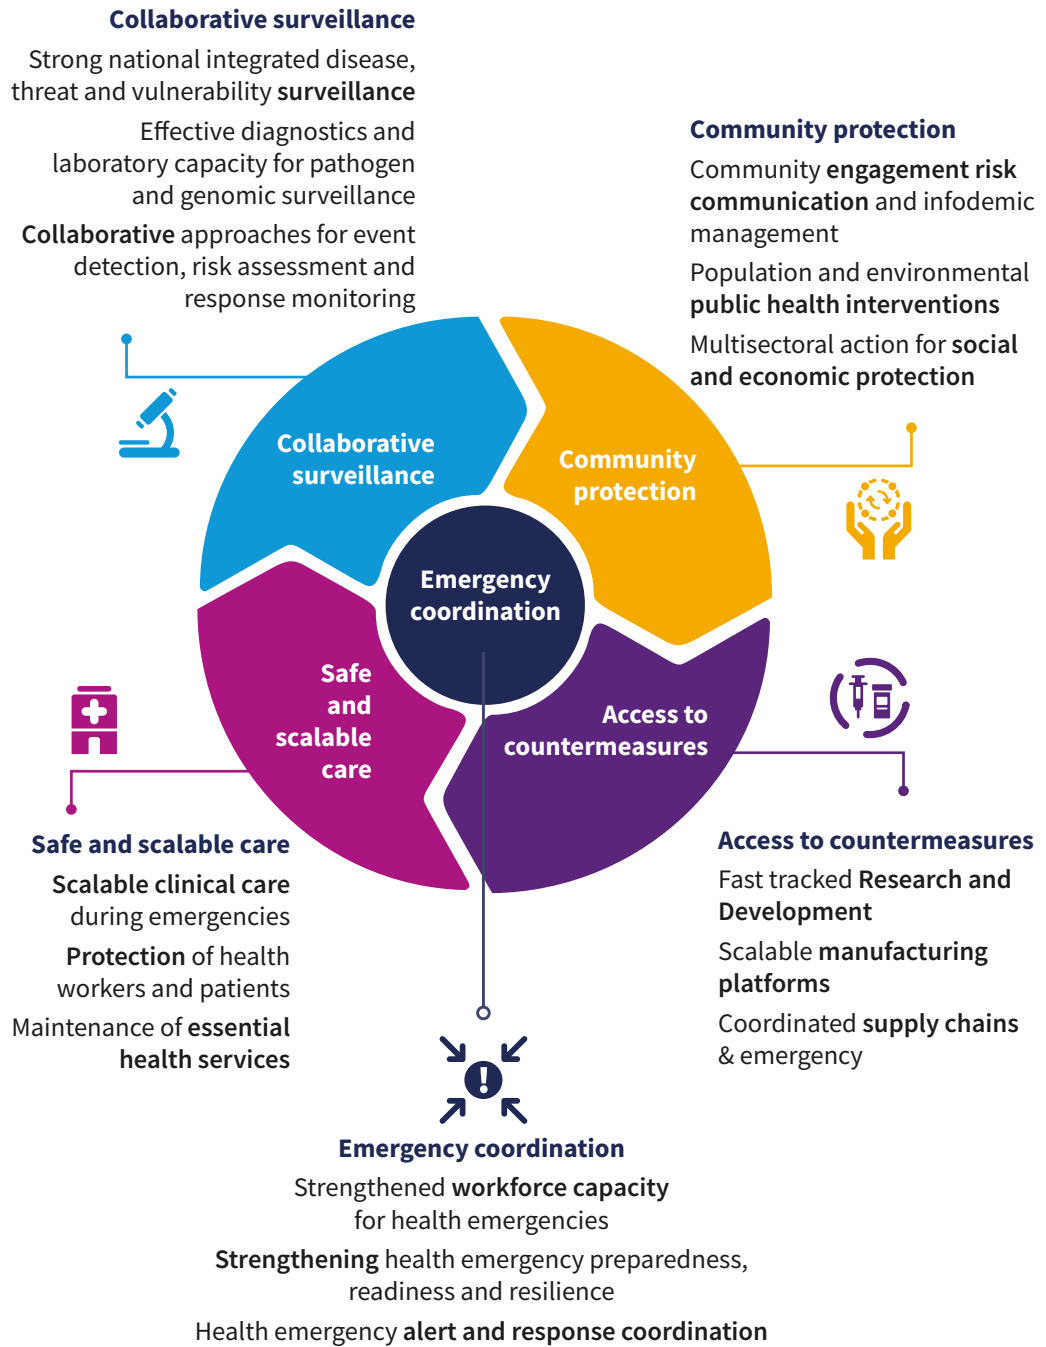 Collaborative surveillance
Strong national integrated disease,
threat and vulnerability surveillance
Effective diagnostics and
laboratory capacity for pathogen
and genomic surveillance
Collaborative approaches for event
detection, risk assessment and
response monitoring
Community protection
Community engagement risk
communication and infodemic
management
Population and environmental
public health interventions
Multisectoral action for social
and economic protection
Collaborative
surveillance
Community
protection
Emergency
coordination
Safe
and
scalable
care
Access to
countermeasures
Safe and scalable care
Scalable clinical care
during emergencies
Protection of health
workers and patients
Maintenance of essential
health services
Access to countermeasures
Fast tracked Research and
Development
Scalable manufacturing
platforms
Coordinated supply chains
& emergency
Emergency coordination
Strengthened workforce capacity
for health emergencies
Strengthening health emergency preparedness,
readiness and resilience
Health emergency alert and response coordination